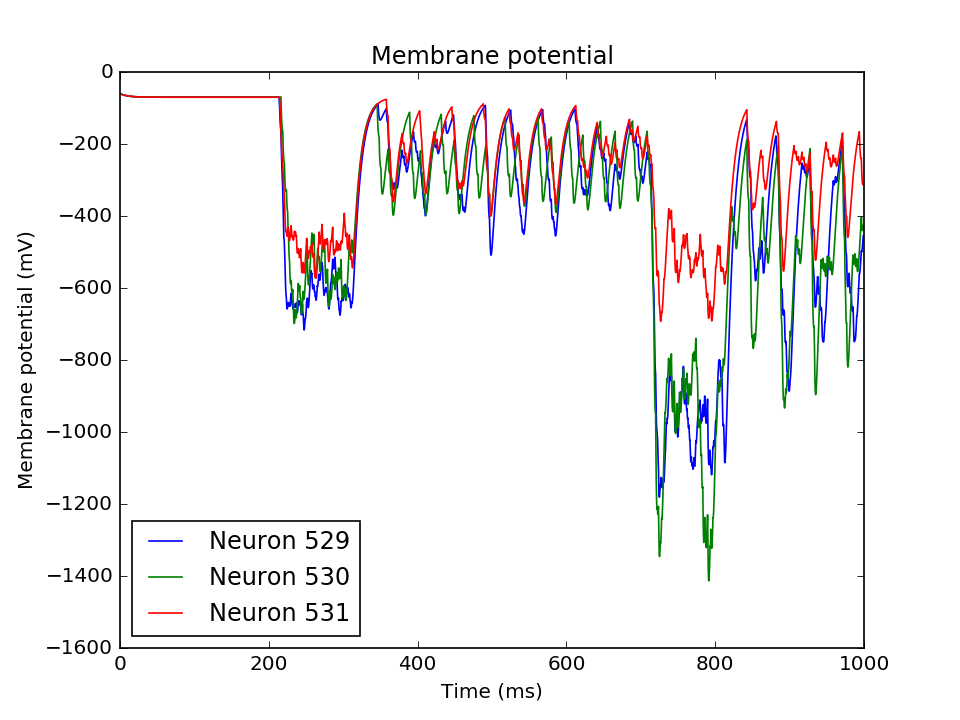 Membrane potential
Membrane potential (mV)
0
−200
−400
−600
−800
−1000
−1200
−1400
−1600
Neuron 529
Neuron 530
Neuron 531
0 200 400 600 800 1000
Time (ms)